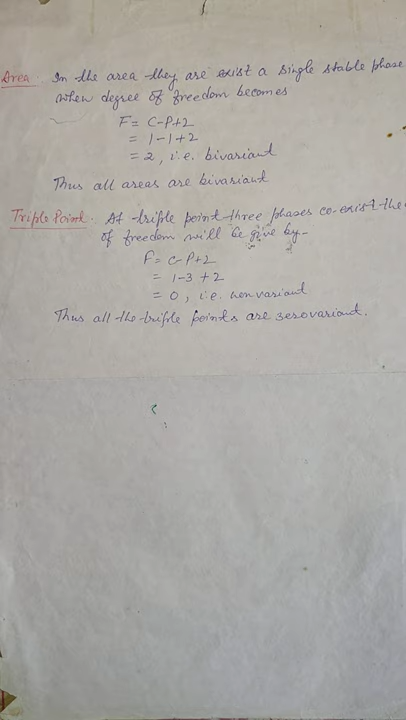 Area. In the area they are exist a single stable phase
when degree of freedom becomes
F = C-P+2
= 1-1+2
= 2, i.e. bivariant
Thus all areas are bivariant
Triple Point. At triple point three phases co-exist the
of freedom will be give by-
F = C-P+2
= 1-3+2
= 0, i.e. nonvariant
Thus all the triple points are zerovariant.